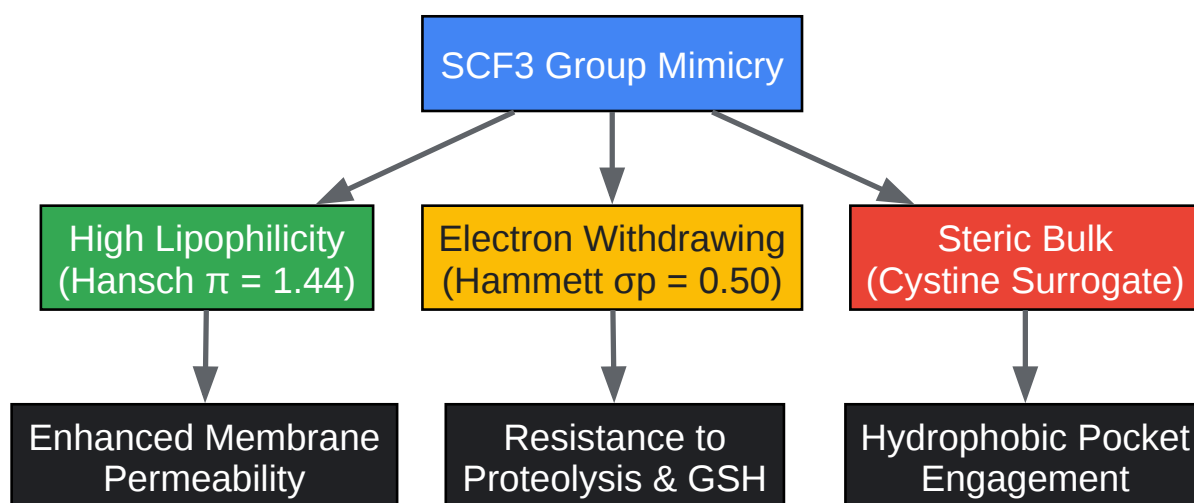 SCF3 Group Mimicry
High Lipophilicity
(Hansch π = 1.44)
Electron Withdrawing
(Hammett σp = 0.50)
Steric Bulk
(Cystine Surrogate)
Enhanced Membrane
Permeability
Resistance to
Proteolysis & GSH
Hydrophobic Pocket
Engagement